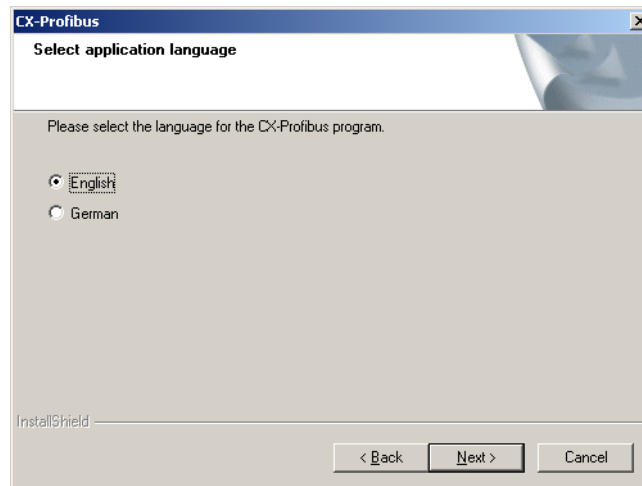 CX-Profibus
Select application language
Please select the language for the CX-Profibus program.
English
German
InstallShield
< Back Next > Cancel